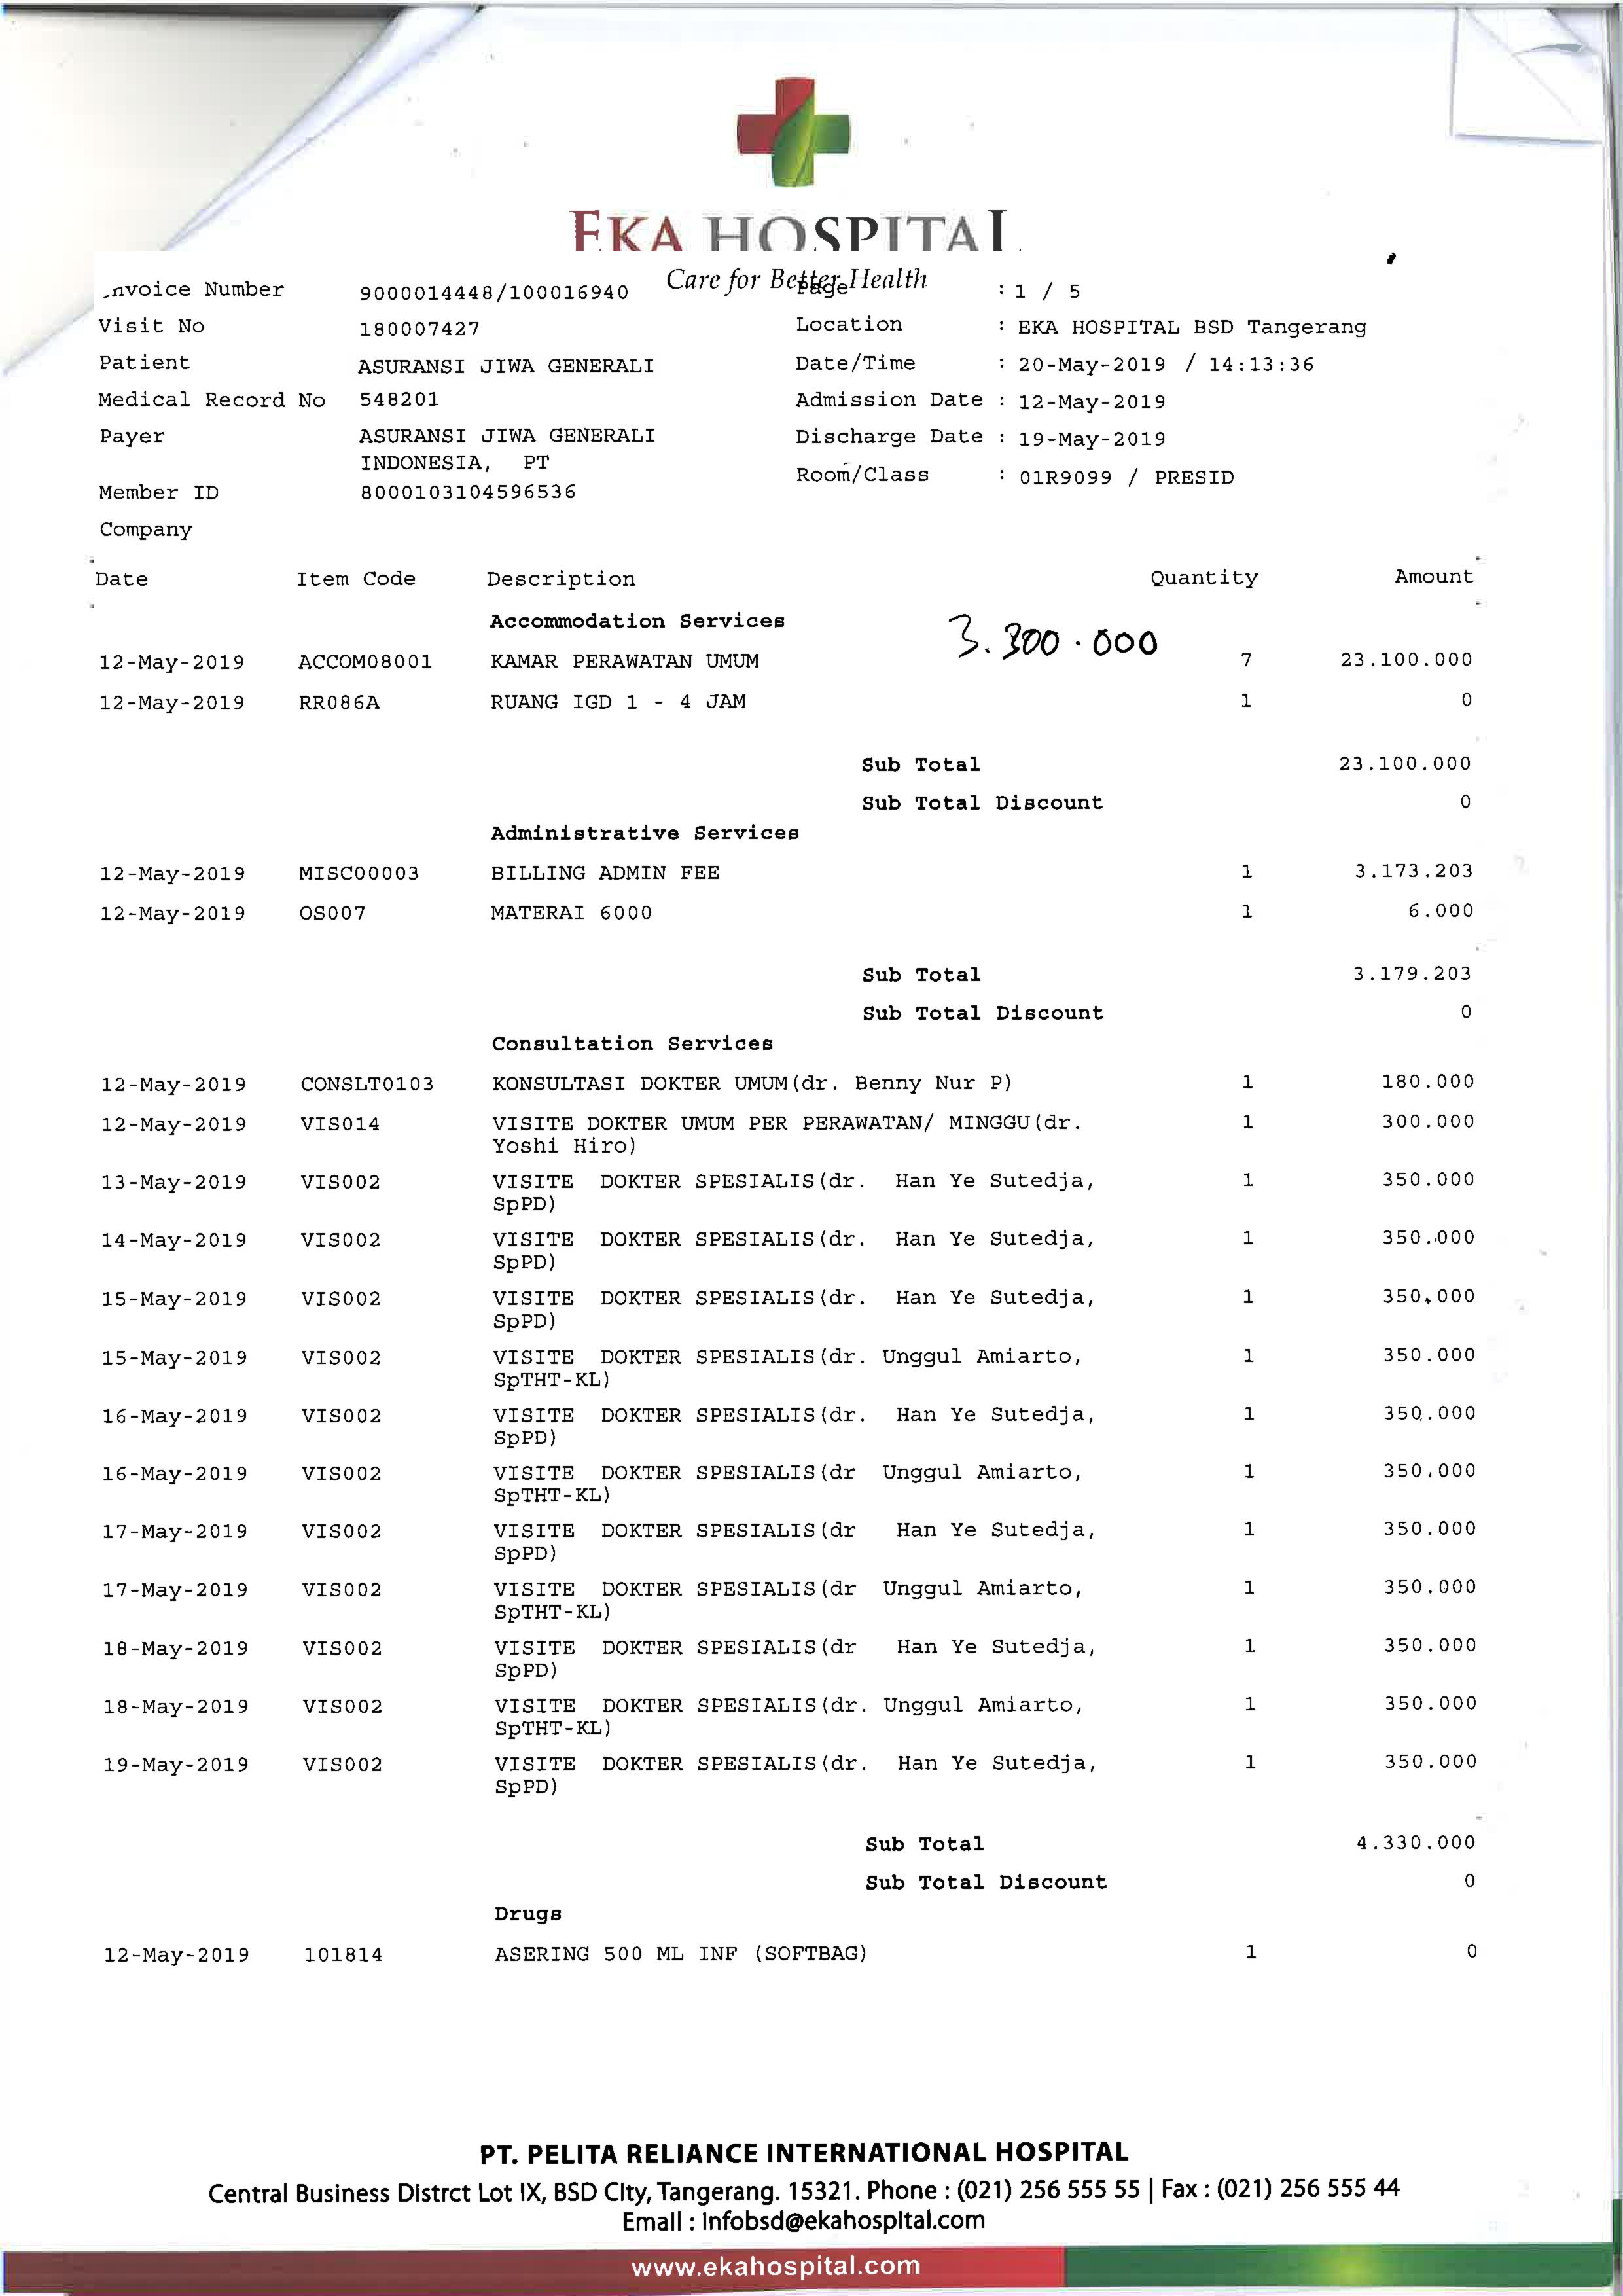 EKA HOSPITAL
Care for Better Health
Invoice Number 9000014448/100016940 Page : 1 / 5
Visit No 180007427 Location : EKA HOSPITAL BSD Tangerang
Patient ASURANSI JIWA GENERALI Date/Time : 20-May-2019 / 14:13:36
Medical Record No 548201 Admission Date : 12-May-2019
Payer ASURANSI JIWA GENERALI Discharge Date : 19-May-2019
INDONESIA, PT
Room/Class : 01R9099 / PRESID
Member ID 8000103104596536
Company
Date Item Code Description Quantity Amount
Accommodation Services
3.300.000
12-May-2019 ACCOM08001 KAMAR PERAWATAN UMUM 7 23.100.000
12-May-2019 RR086A RUANG IGD 1 - 4 JAM 1 0
Sub Total 23.100.000
Sub Total Discount 0
Administrative Services
12-May-2019 MISC00003 BILLING ADMIN FEE 1 3.173.203
12-May-2019 OS007 MATERAI 6000 1 6.000
Sub Total 3.179.203
Sub Total Discount 0
Consultation Services
12-May-2019 CONSLT0103 KONSULTASI DOKTER UMUM(dr. Benny Nur P) 1 180.000
12-May-2019 VIS014 VISITE DOKTER UMUM PER PERAWATAN/ MINGGU(dr. 1 300.000
Yoshi Hiro)
13-May-2019 VIS002 VISITE DOKTER SPESIALIS(dr. Han Ye Sutedja, 1 350.000
SpPD)
14-May-2019 VIS002 VISITE DOKTER SPESIALIS(dr. Han Ye Sutedja, 1 350.000
SpPD)
15-May-2019 VIS002 VISITE DOKTER SPESIALIS(dr. Han Ye Sutedja, 1 350.000
SpPD)
15-May-2019 VIS002 VISITE DOKTER SPESIALIS(dr. Unggul Amiarto, 1 350.000
SpTHT-KL)
16-May-2019 VIS002 VISITE DOKTER SPESIALIS(dr. Han Ye Sutedja, 1 350.000
SpPD)
16-May-2019 VIS002 VISITE DOKTER SPESIALIS(dr Unggul Amiarto, 1 350.000
SpTHT-KL)
17-May-2019 VIS002 VISITE DOKTER SPESIALIS(dr Han Ye Sutedja, 1 350.000
SpPD)
17-May-2019 VIS002 VISITE DOKTER SPESIALIS(dr Unggul Amiarto, 1 350.000
SpTHT-KL)
18-May-2019 VIS002 VISITE DOKTER SPESIALIS(dr Han Ye Sutedja, 1 350.000
SpPD)
18-May-2019 VIS002 VISITE DOKTER SPESIALIS(dr. Unggul Amiarto, 1 350.000
SpTHT-KL)
19-May-2019 VIS002 VISITE DOKTER SPESIALIS(dr. Han Ye Sutedja, 1 350.000
SpPD)
Sub Total 4.330.000
Sub Total Discount 0
Drugs
12-May-2019 101814 ASERING 500 ML INF (SOFTBAG) 1 0
PT. PELITA RELIANCE INTERNATIONAL HOSPITAL
Central Business Distrct Lot IX, BSD City, Tangerang. 15321. Phone : (021) 256 555 55 | Fax : (021) 256 555 44
Email : Infobsd@ekahospital.com
www.ekahospital.com